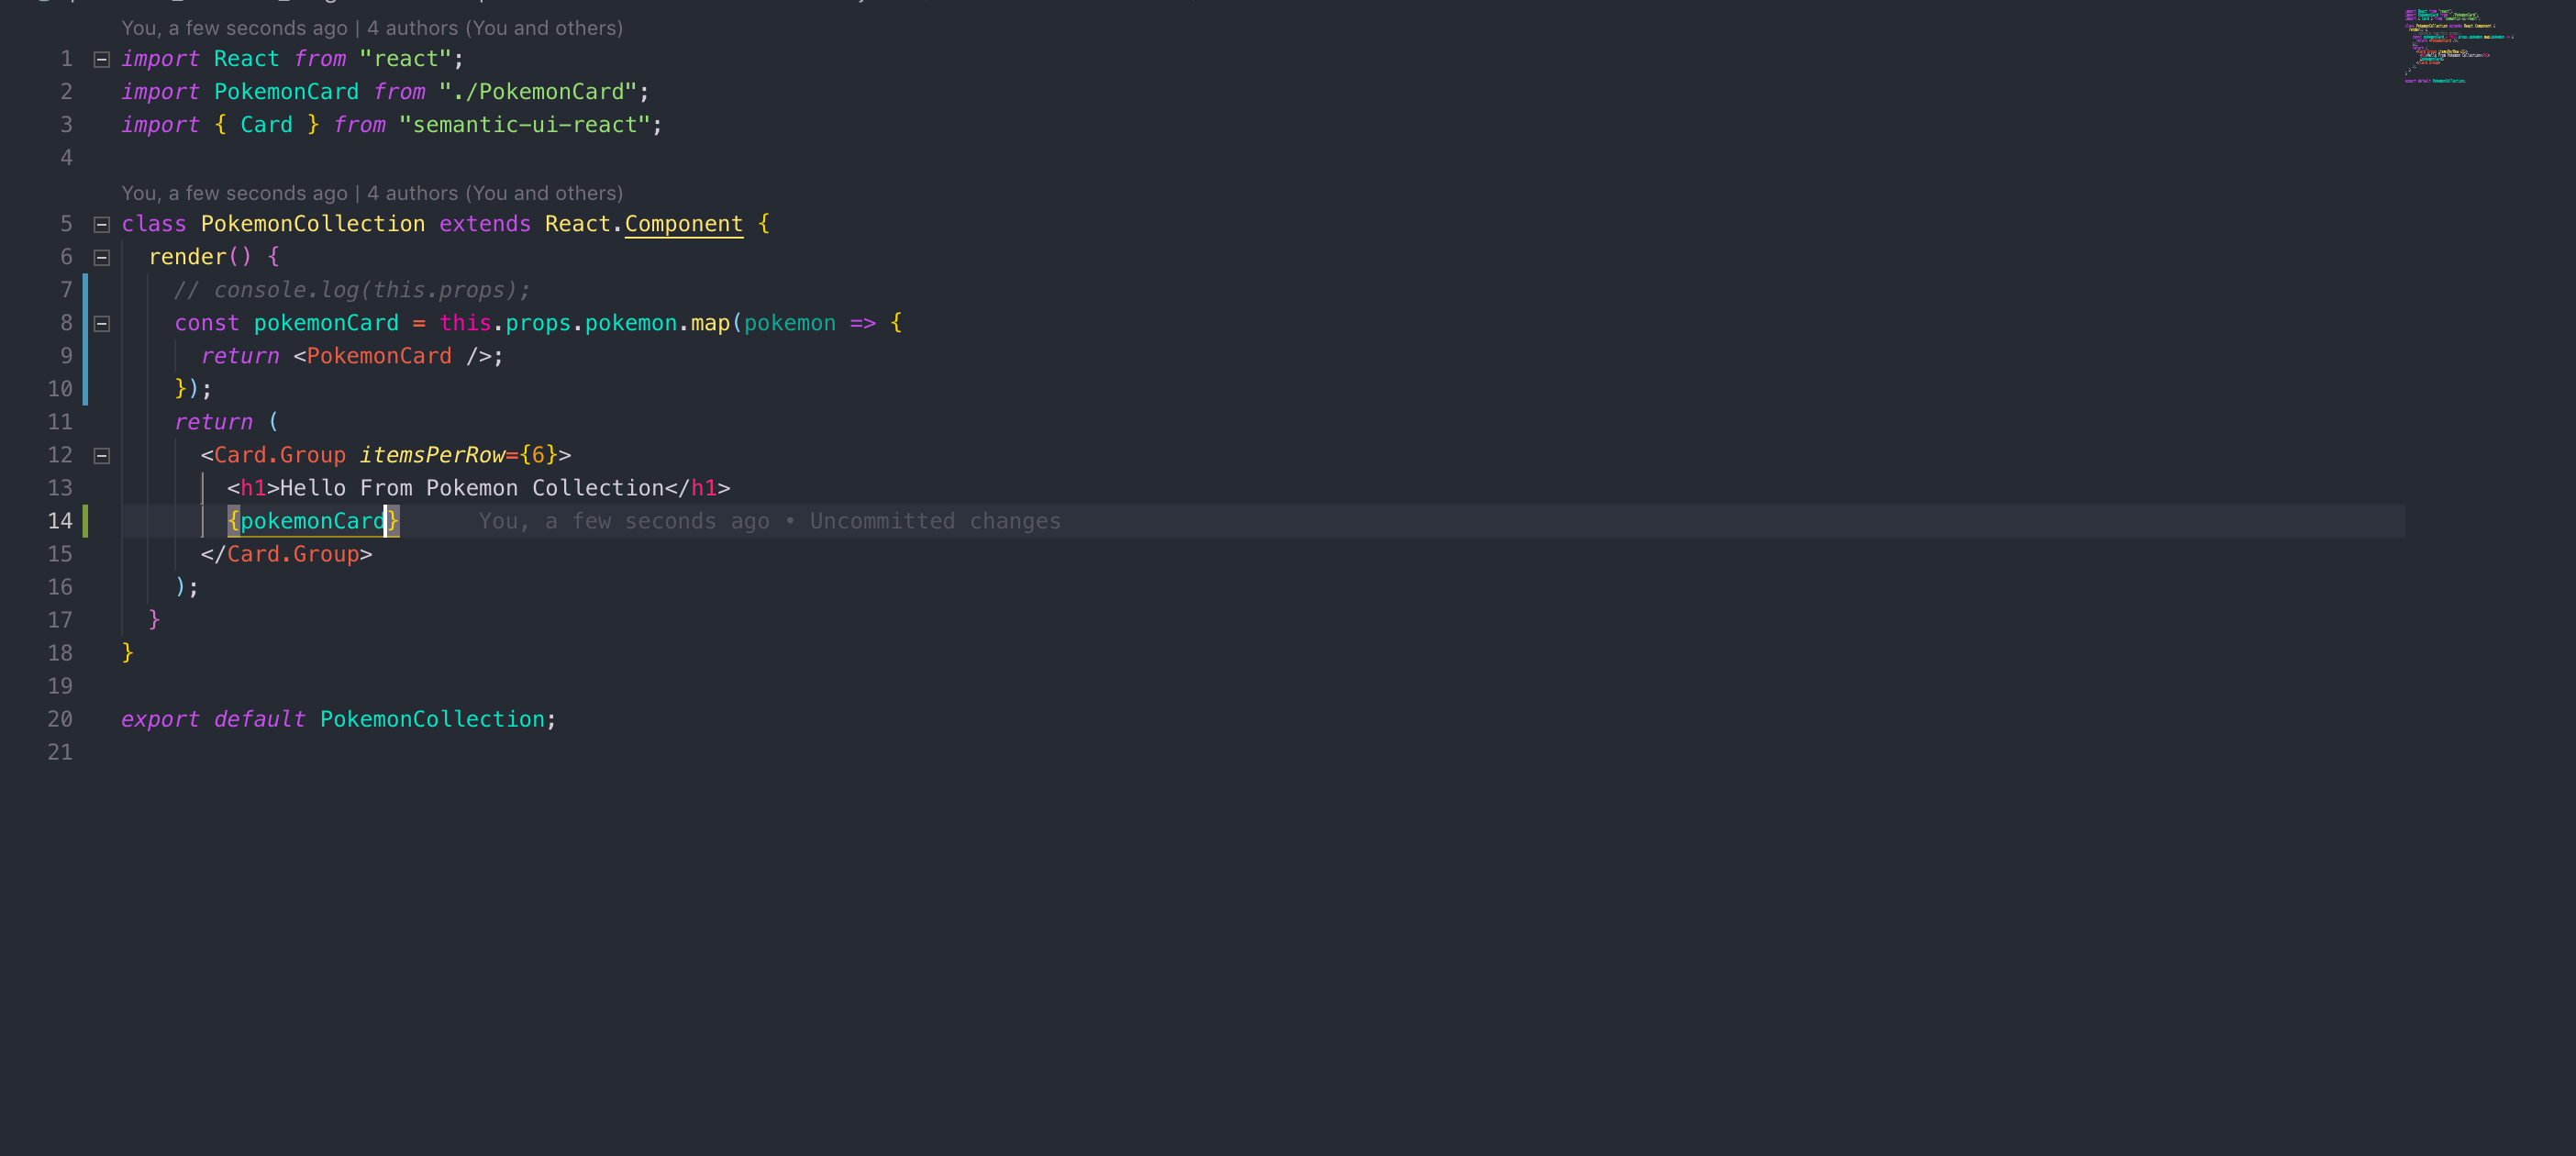 You, a few seconds ago | 4 authors (You and others)
1 import React from "react";
2 import PokemonCard from "./PokemonCard";
3 import { Card } from "semantic-ui-react";
4
You, a few seconds ago | 4 authors (You and others)
5 class PokemonCollection extends React.Component {
6 render() {
7 // console.log(this.props);
8 const pokemonCard = this.props.pokemon.map(pokemon => {
9 return <PokemonCard />;
10 });
11 return (
12 <Card.Group itemsPerRow={6}>
13 <h1>Hello From Pokemon Collection</h1>
14 {pokemonCard} You, a few seconds ago • Uncommitted changes
15 </Card.Group>
16 );
17 }
18 }
19
20 export default PokemonCollection;
21